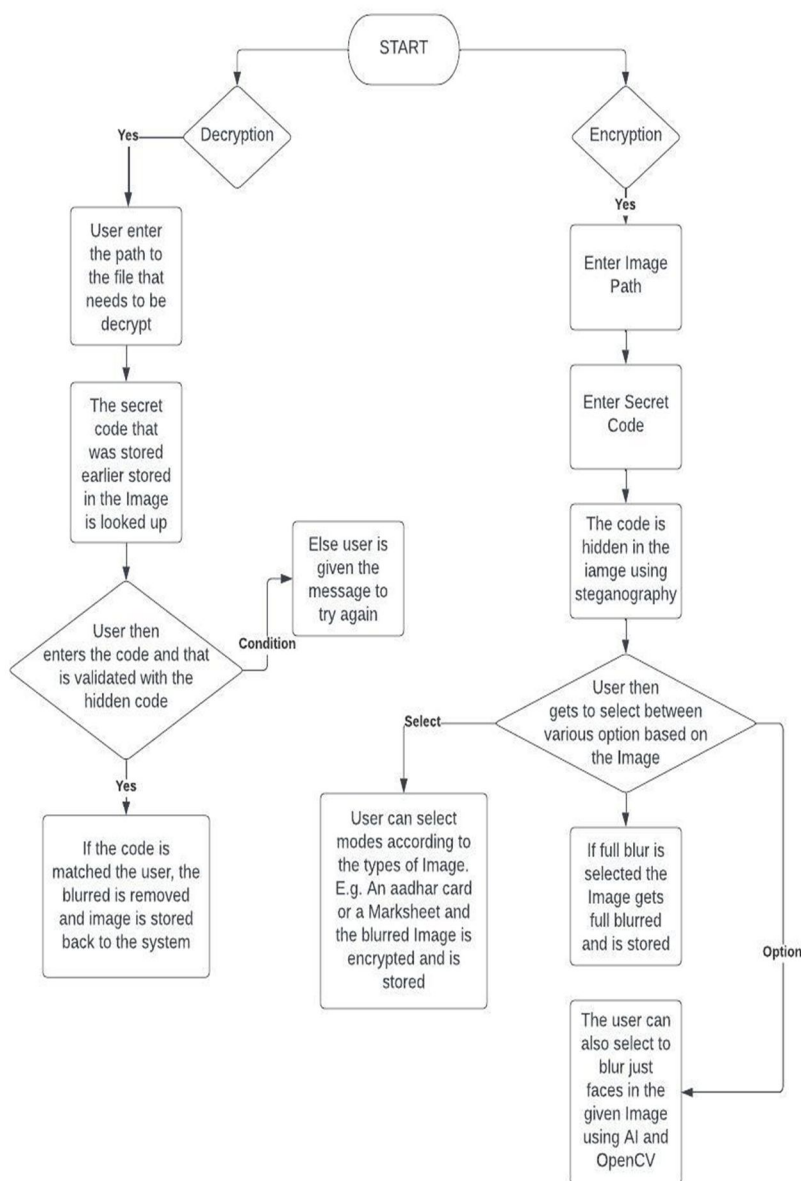 START
Decryption
Yes
User enter
the path to
the file that
needs to be
decrypt
The secret
code that
was stored
earlier stored
in the Image
is looked up
User then
enters the code and that
is validated with the
hidden code
Condition
Else user is
given the
message to
try again
Yes
If the code is
matched the user, the
blurred is removed
and image is stored
back to the system
Encryption
Yes
Enter Image
Path
Enter Secret
Code
The code is
hidden in the
iamge using
steganography
User then
gets to select between
various option based on
the Image
Select
User can select
modes according to
the types of Image.
E.g. An aadhar card
or a Marksheet and
the blurred Image is
encrypted and is
stored
If full blur is
selected the
Image gets
full blurred
and is stored
Option
The user can
also select to
blur just
faces in the
given Image
using AI and
OpenCV